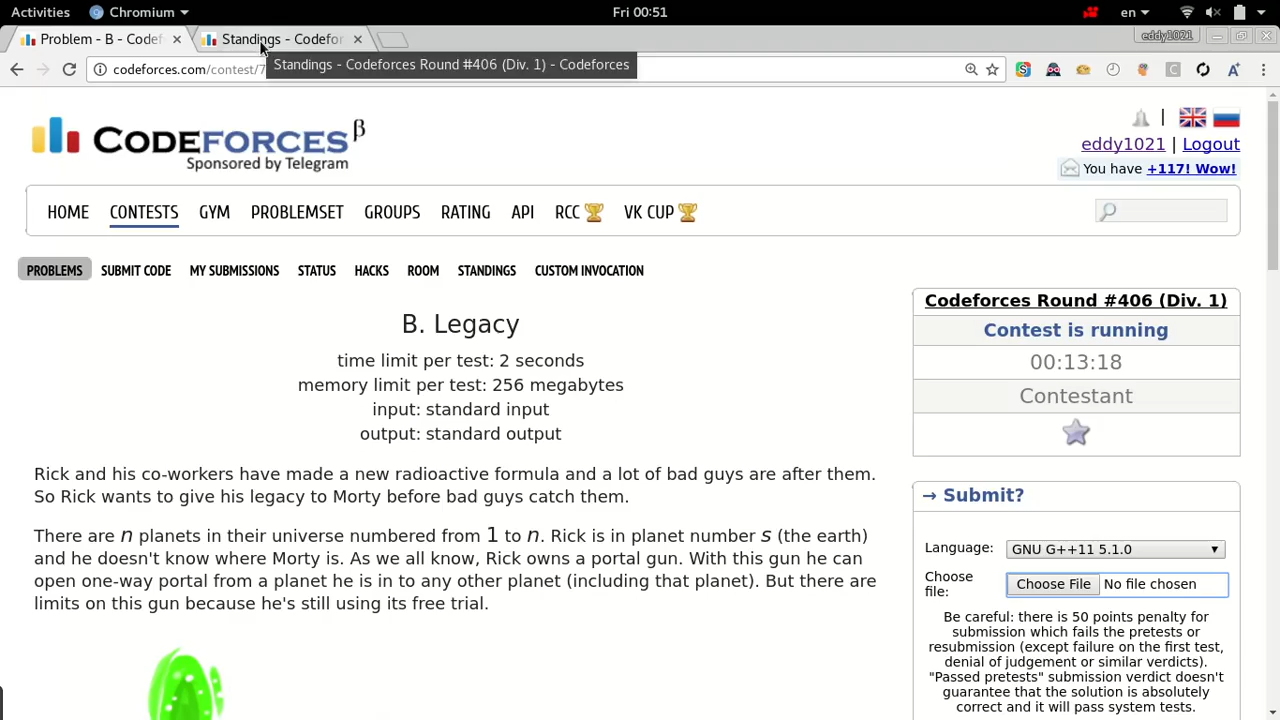 Activities Chromium Fri 00:51 en
Problem - B - Codef Standings - Codefor eddy1021
codeforces.com/contest/7
Standings - Codeforces Round #406 (Div. 1) - Codeforces
CODEFORCES β
Sponsored by Telegram
eddy1021 | Logout
You have +117! Wow!
HOME CONTESTS GYM PROBLEMSET GROUPS RATING API RCC VK CUP
PROBLEMS SUBMIT CODE MY SUBMISSIONS STATUS HACKS ROOM STANDINGS CUSTOM INVOCATION
B. Legacy
time limit per test: 2 seconds
memory limit per test: 256 megabytes
input: standard input
output: standard output
Rick and his co-workers have made a new radioactive formula and a lot of bad guys are after them.
So Rick wants to give his legacy to Morty before bad guys catch them.
There are n planets in their universe numbered from 1 to n. Rick is in planet number s (the earth)
and he doesn't know where Morty is. As we all know, Rick owns a portal gun. With this gun he can
open one-way portal from a planet he is in to any other planet (including that planet). But there are
limits on this gun because he's still using its free trial.
Codeforces Round #406 (Div. 1)
Contest is running
00:13:18
Contestant
→ Submit?
Language: GNU G++11 5.1.0
Choose file: Choose File No file chosen
Be careful: there is 50 points penalty for
submission which fails the pretests or
resubmission (except failure on the first test,
denial of judgement or similar verdicts).
"Passed pretests" submission verdict doesn't
guarantee that the solution is absolutely
correct and it will pass system tests.